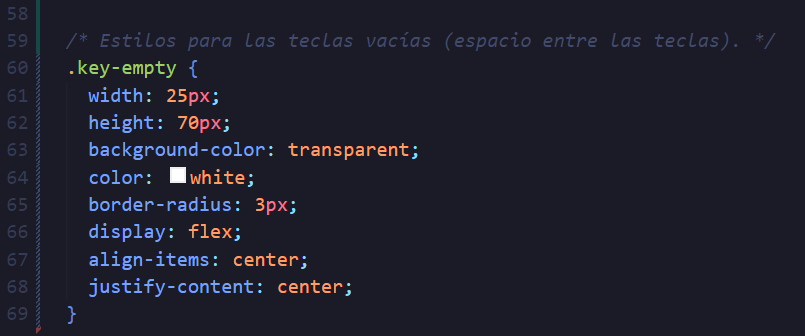 58
59 /* Estilos para las teclas vacías (espacio entre las teclas). */
60 .key-empty {
61 width: 25px;
62 height: 70px;
63 background-color: transparent;
64 color: white;
65 border-radius: 3px;
66 display: flex;
67 align-items: center;
68 justify-content: center;
69 }